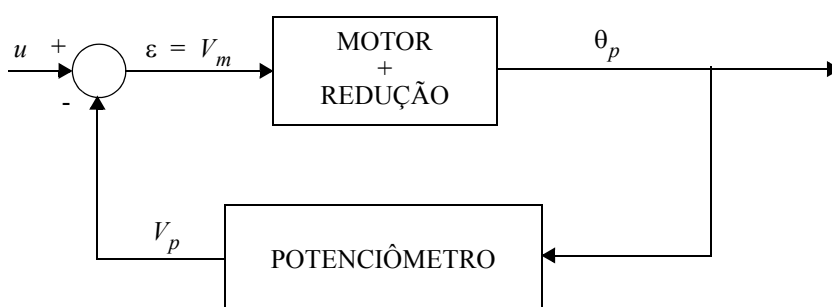 u + ε = V_m
MOTOR
+
REDUÇÃO
θ_p
-
V_p
POTENCIÔMETRO